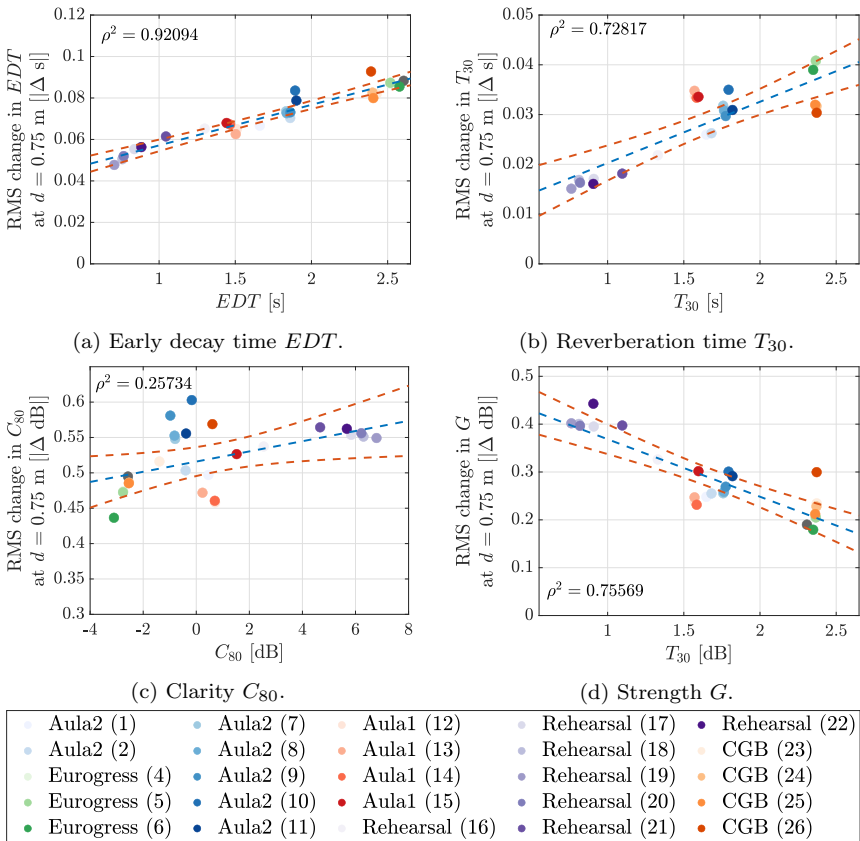 0.12
0.1
0.08
0.06
0.04
0.02
0
ρ² = 0.92094
RMS change in EDT
at d = 0.75 m [|Δ s|]
1 1.5 2 2.5
EDT [s]
(a) Early decay time EDT.
0.05
0.04
0.03
0.02
0.01
0
ρ² = 0.72817
RMS change in T₃₀
at d = 0.75 m [|Δ s|]
1 1.5 2 2.5
T₃₀ [s]
(b) Reverberation time T₃₀.
0.6
0.55
0.5
0.45
0.4
0.35
0.3
ρ² = 0.25734
RMS change in C₈₀
at d = 0.75 m [|Δ dB|]
-4 -2 0 2 4 6 8
C₈₀ [dB]
(c) Clarity C₈₀.
0.5
0.4
0.3
0.2
0.1
0
ρ² = 0.75569
RMS change in G
at d = 0.75 m [|Δ dB|]
1 1.5 2 2.5
T₃₀ [dB]
(d) Strength G.
Aula2 (1) Aula2 (7) Aula1 (12) Rehearsal (17) Rehearsal (22)
Aula2 (2) Aula2 (8) Aula1 (13) Rehearsal (18) CGB (23)
Eurogress (4) Aula2 (9) Aula1 (14) Rehearsal (19) CGB (24)
Eurogress (5) Aula2 (10) Aula1 (15) Rehearsal (20) CGB (25)
Eurogress (6) Aula2 (11) Rehearsal (16) Rehearsal (21) CGB (26)